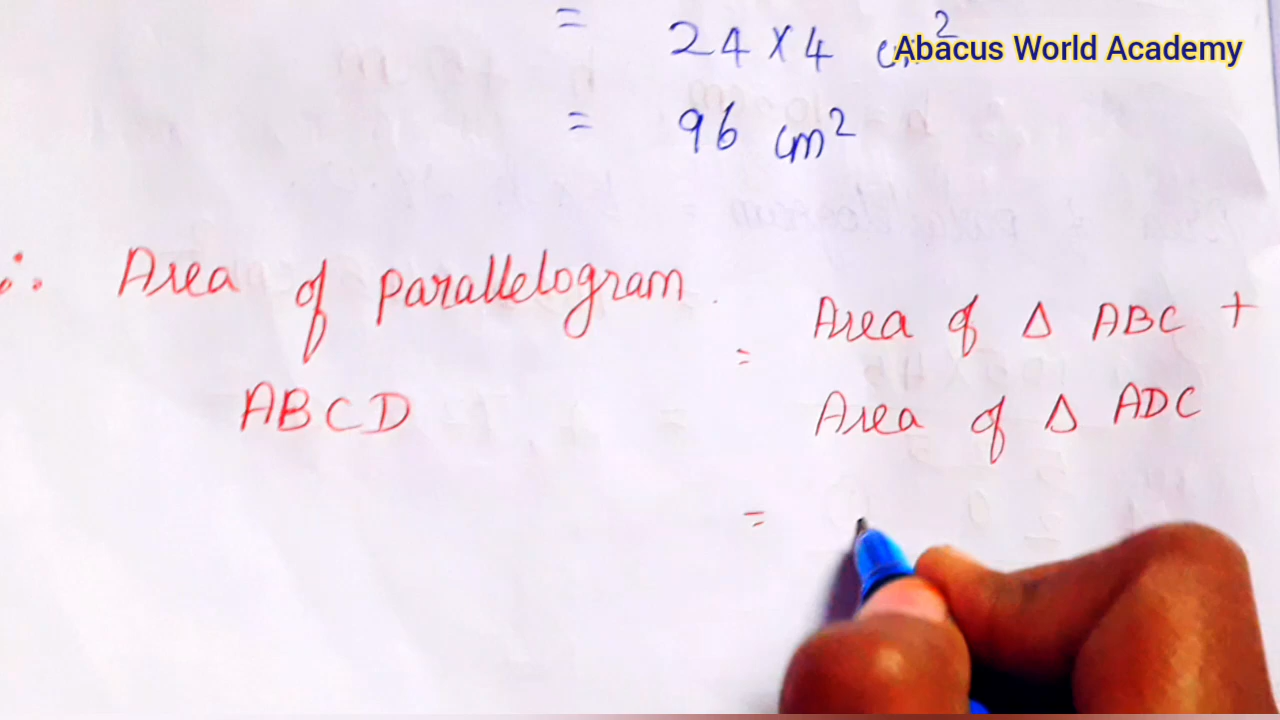 = 24 × 4 cm²
Abacus World Academy
= 96 cm²
∴ Area of parallelogram
ABCD
= Area of Δ ABC +
Area of Δ ADC
=